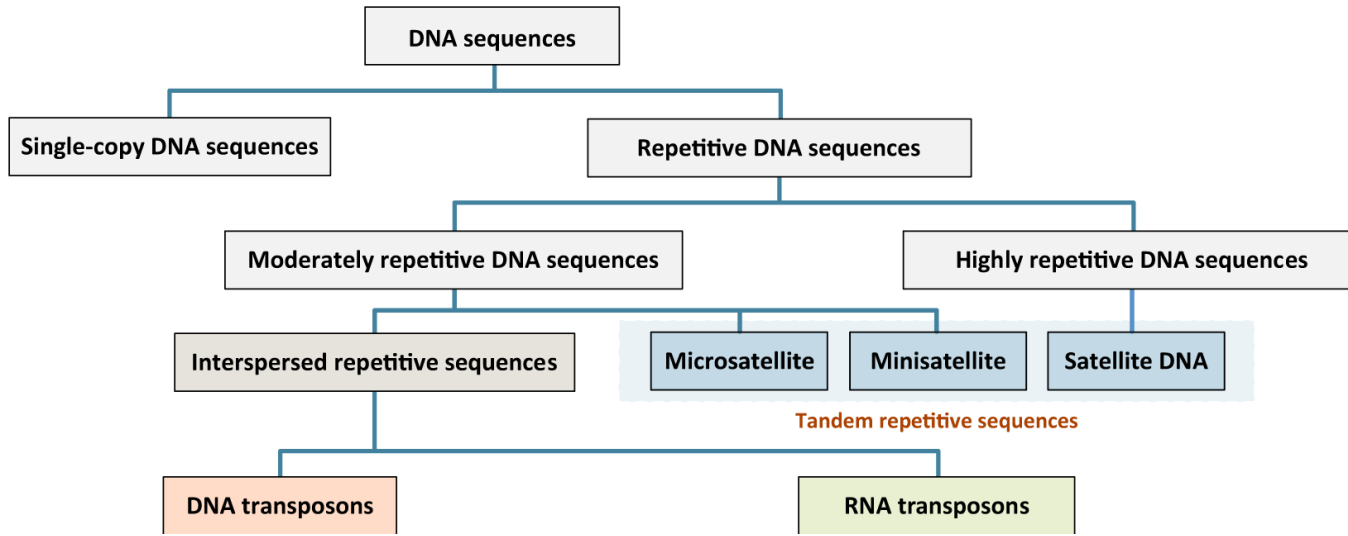 DNA sequences
Single-copy DNA sequences
Repetitive DNA sequences
Moderately repetitive DNA sequences
Highly repetitive DNA sequences
Interspersed repetitive sequences
Microsatellite
Minisatellite
Satellite DNA
Tandem repetitive sequences
DNA transposons
RNA transposons